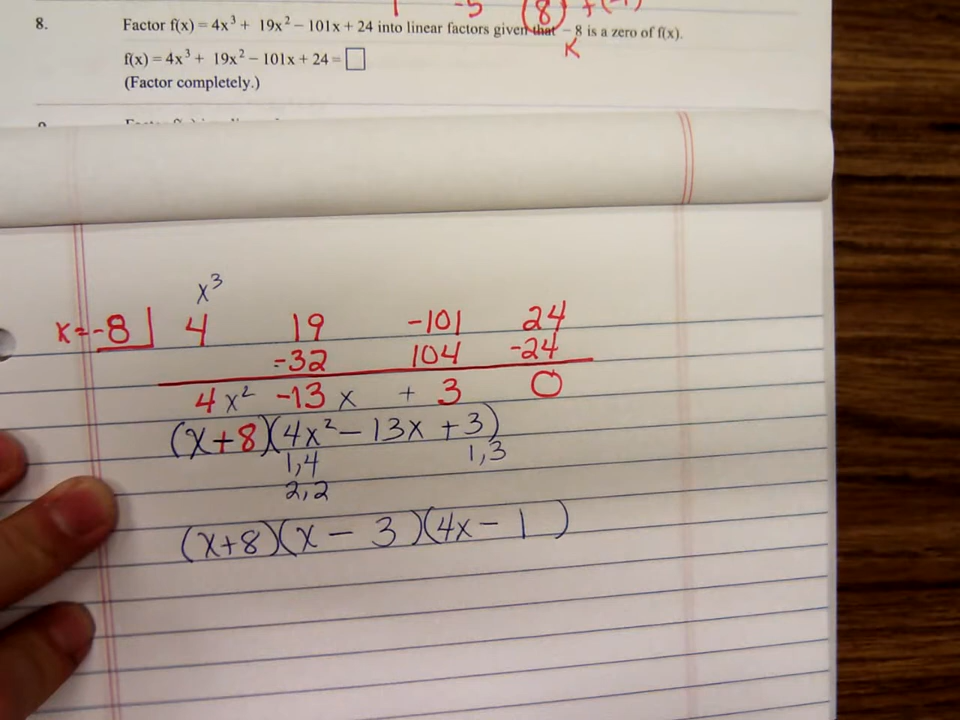 -5 (8) + (-1)
8. Factor f(x) = 4x³ + 19x² − 101x + 24 into linear factors given that − 8 is a zero of f(x).
K
f(x) = 4x³ + 19x² − 101x + 24 =
(Factor completely.)
x³
K = -8 4 19 -101 24
-32 104 -24
4x² -13x + 3 0
(x+8)(4x² − 13x + 3)
1,4 1,3
2,2
(x+8)(x − 3)(4x − 1)